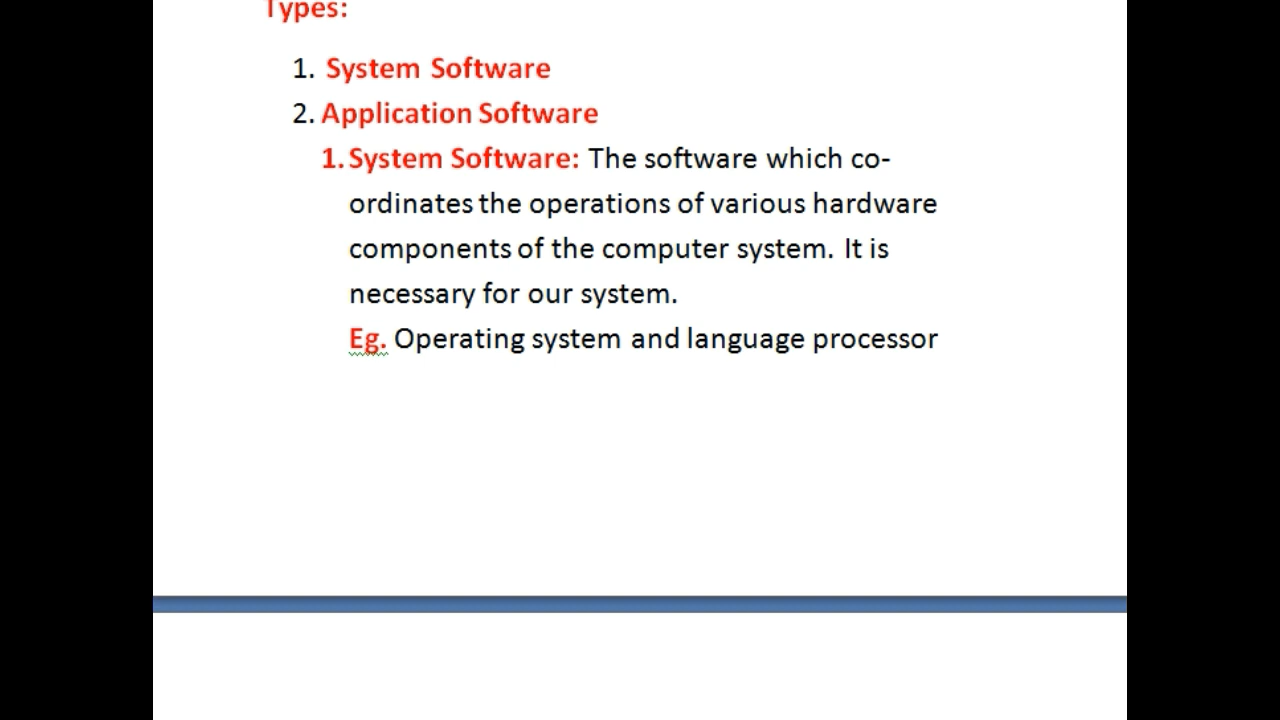 Types:
1. System Software
2. Application Software
1. System Software: The software which co-
ordinates the operations of various hardware
components of the computer system. It is
necessary for our system.
Eg. Operating system and language processor